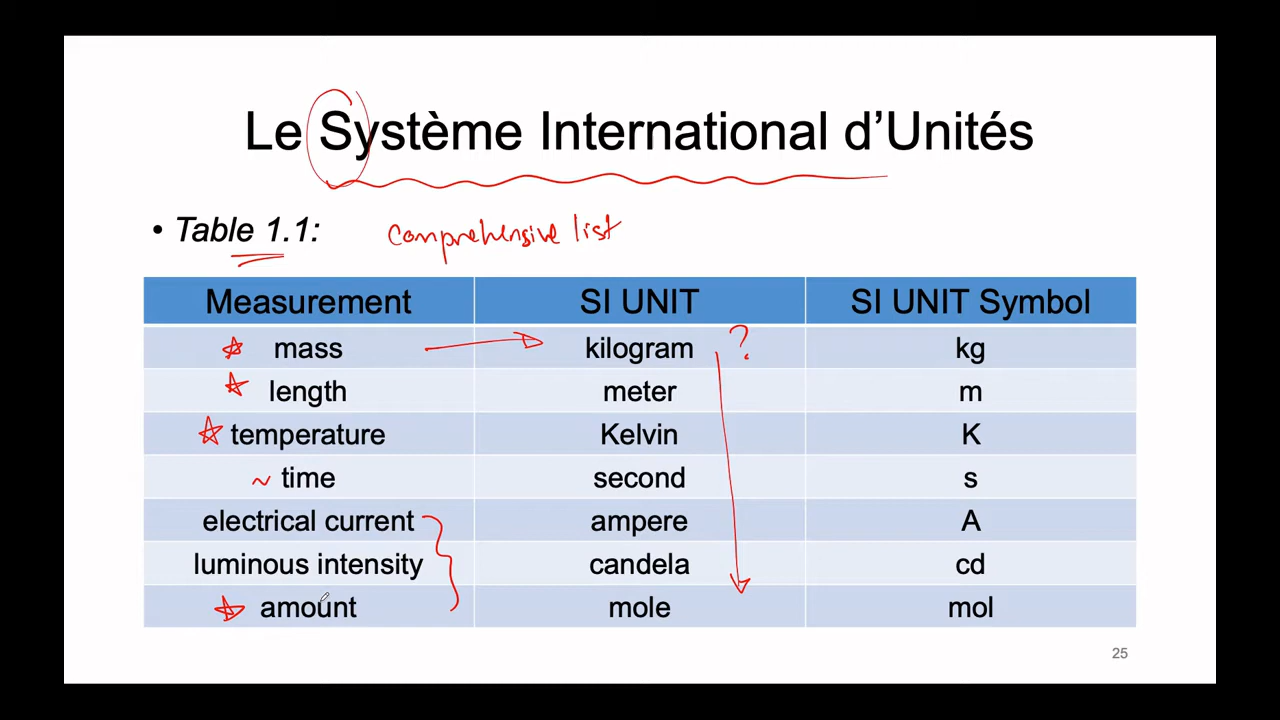 Le Système International d’Unités
• Table 1.1: comprehensive list
Measurement SI UNIT SI UNIT Symbol
mass kilogram ? kg
length meter m
temperature Kelvin K
~ time second s
electrical current ampere A
luminous intensity candela cd
amount mole mol
25